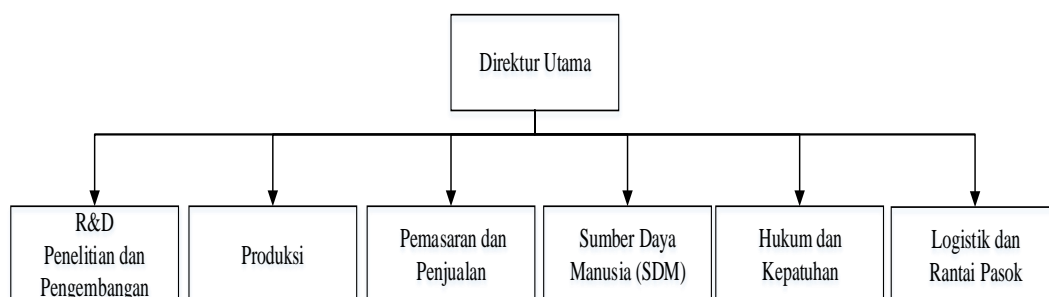 Direktur Utama
R&D
Penelitian dan
Pengembangan
Produksi
Pemasaran dan
Penjualan
Sumber Daya
Manusia (SDM)
Hukum dan
Kepatuhan
Logistik dan
Rantai Pasok